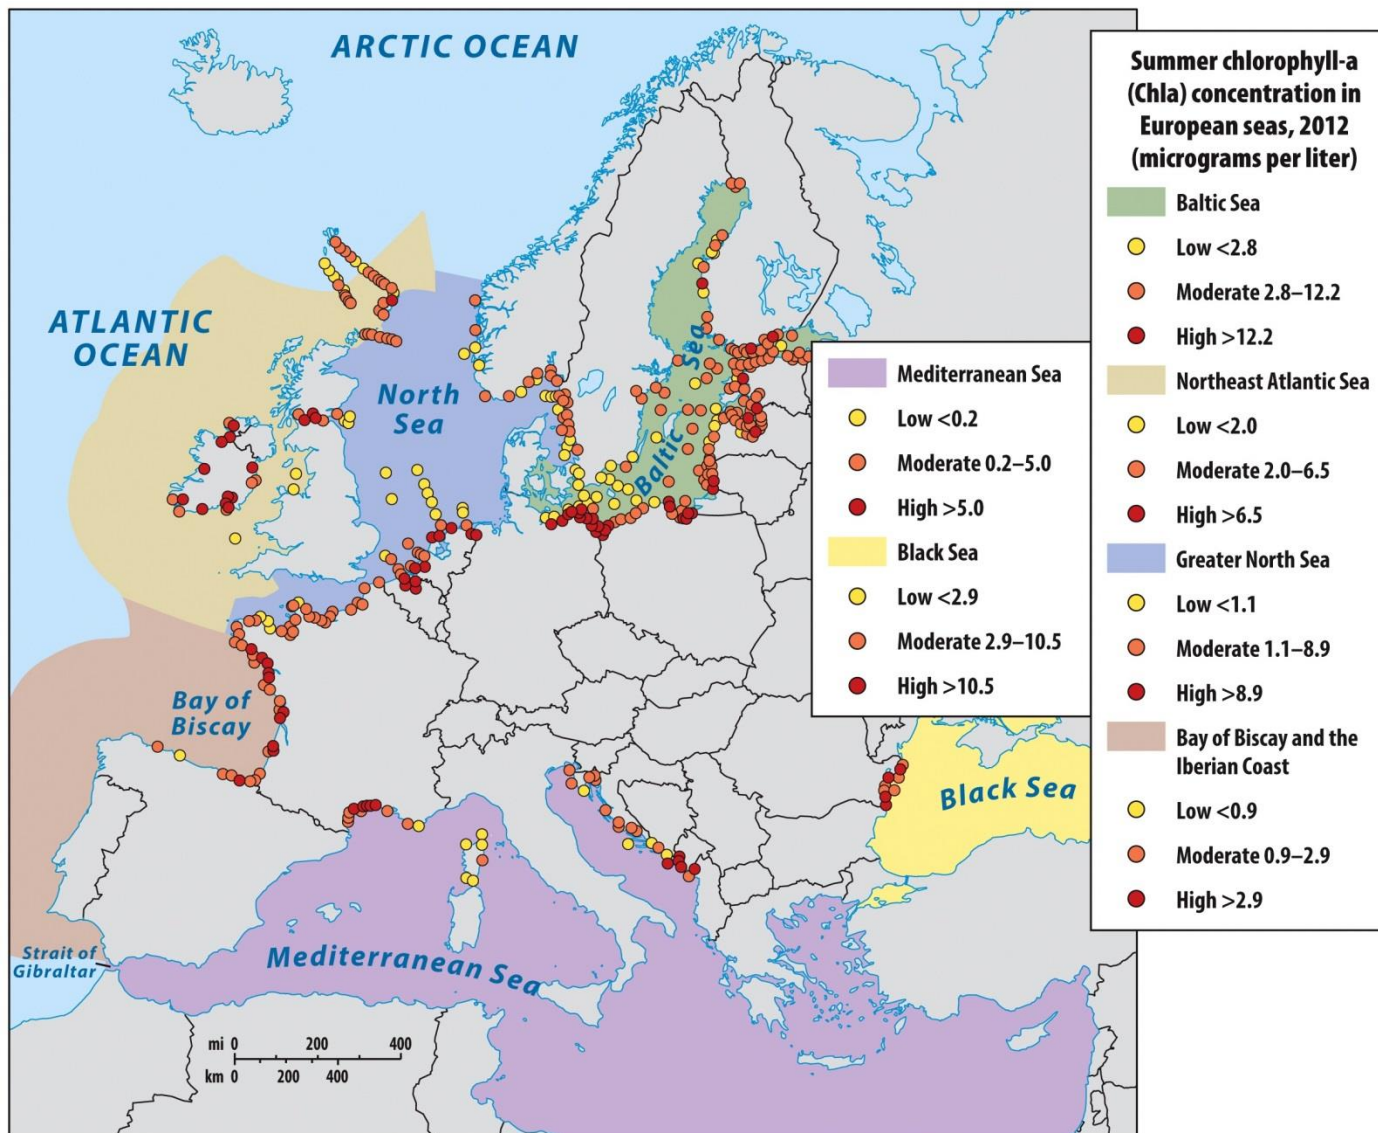 ARCTIC OCEAN
ATLANTIC
OCEAN
North
Sea
Baltic
Sea
Bay of
Biscay
Black Sea
Mediterranean Sea
Strait of
Gibraltar
mi 0 200 400
km 0 200 400
Mediterranean Sea
Low <0.2
Moderate 0.2–5.0
High >5.0
Black Sea
Low <2.9
Moderate 2.9–10.5
High >10.5
Summer chlorophyll-a
(Chla) concentration in
European seas, 2012
(micrograms per liter)
Baltic Sea
Low <2.8
Moderate 2.8–12.2
High >12.2
Northeast Atlantic Sea
Low <2.0
Moderate 2.0–6.5
High >6.5
Greater North Sea
Low <1.1
Moderate 1.1–8.9
High >8.9
Bay of Biscay and the
Iberian Coast
Low <0.9
Moderate 0.9–2.9
High >2.9